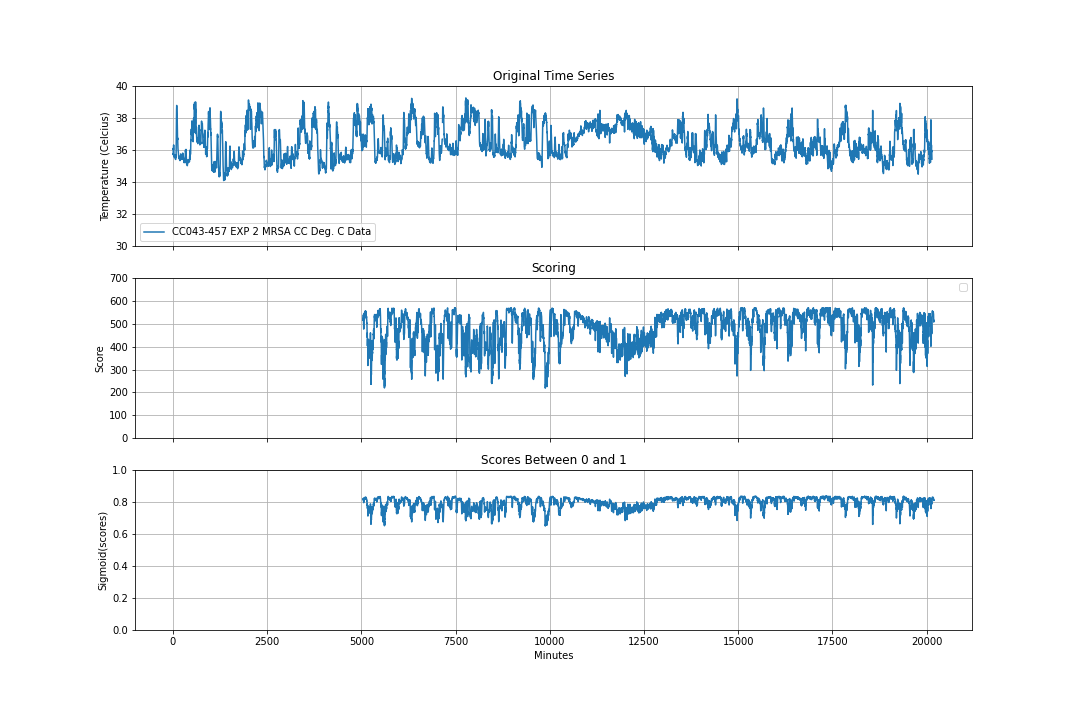 Original Time Series
40
38
36
34
32
30
Temperature (Celcius)
CC043-457 EXP 2 MRSA CC Deg. C Data
Scoring
700
600
500
400
300
200
100
0
Score
Scores Between 0 and 1
1.0
0.8
0.6
0.4
0.2
0.0
Sigmoid(scores)
0 2500 5000 7500 10000 12500 15000 17500 20000
Minutes